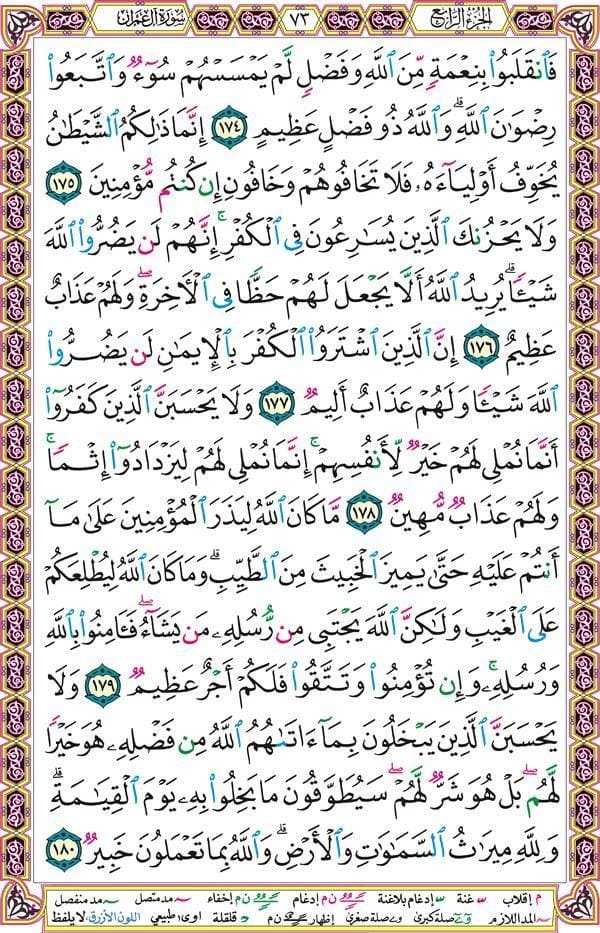 الجزء الرابع
٧٣
سورة آل عمران
فَٱنقَلَبُوا۟ بِنِعْمَةٍ مِّنَ ٱللَّهِ وَفَضْلٍ لَّمْ يَمْسَسْهُمْ سُوٓءٌ وَٱتَّبَعُوا۟
رِضْوَٰنَ ٱللَّهِ ۗ وَٱللَّهُ ذُو فَضْلٍ عَظِيمٍ ١٧٤ إِنَّمَا ذَٰلِكُمُ ٱلشَّيْطَٰنُ
يُخَوِّفُ أَوْلِيَآءَهُۥ فَلَا تَخَافُوهُمْ وَخَافُونِ إِن كُنتُم مُّؤْمِنِينَ ١٧٥
وَلَا يَحْزُنكَ ٱلَّذِينَ يُسَٰرِعُونَ فِى ٱلْكُفْرِ ۚ إِنَّهُمْ لَن يَضُرُّوا۟ ٱللَّهَ
شَيْـًٔا ۗ يُرِيدُ ٱللَّهُ أَلَّا يَجْعَلَ لَهُمْ حَظًّا فِى ٱلْءَاخِرَةِ ۖ وَلَهُمْ عَذَابٌ
عَظِيمٌ ١٧٦ إِنَّ ٱلَّذِينَ ٱشْتَرَوُا۟ ٱلْكُفْرَ بِٱلْإِيمَٰنِ لَن يَضُرُّوا۟
ٱللَّهَ شَيْـًٔا وَلَهُمْ عَذَابٌ أَلِيمٌ ١٧٧ وَلَا يَحْسَبَنَّ ٱلَّذِينَ كَفَرُوٓا۟
أَنَّمَا نُمْلِى لَهُمْ خَيْرٌ لِّأَنفُسِهِمْ ۚ إِنَّمَا نُمْلِى لَهُمْ لِيَزْدَادُوٓا۟ إِثْمًا ۚ
وَلَهُمْ عَذَابٌ مُّهِينٌ ١٧٨ مَّا كَانَ ٱللَّهُ لِيَذَرَ ٱلْمُؤْمِنِينَ عَلَىٰ مَآ
أَنتُمْ عَلَيْهِ حَتَّىٰ يَمِيزَ ٱلْخَبِيثَ مِنَ ٱلطَّيِّبِ ۗ وَمَا كَانَ ٱللَّهُ لِيُطْلِعَكُمْ
عَلَى ٱلْغَيْبِ وَلَٰكِنَّ ٱللَّهَ يَجْتَبِى مِن رُّسُلِهِۦ مَن يَشَآءُ ۖ فَـَٔامِنُوا۟ بِٱللَّهِ
وَرُسُلِهِۦ ۚ وَإِن تُؤْمِنُوا۟ وَتَتَّقُوا۟ فَلَكُمْ أَجْرٌ عَظِيمٌ ١٧٩ وَلَا
يَحْسَبَنَّ ٱلَّذِينَ يَبْخَلُونَ بِمَآ ءَاتَىٰهُمُ ٱللَّهُ مِن فَضْلِهِۦ هُوَ خَيْرًا
لَّهُم ۖ بَلْ هُوَ شَرٌّ لَّهُمْ ۖ سَيُطَوَّقُونَ مَا بَخِلُوا۟ بِهِۦ يَوْمَ ٱلْقِيَٰمَةِ ۗ
وَلِلَّهِ مِيرَٰثُ ٱلسَّمَٰوَٰتِ وَٱلْأَرْضِ ۗ وَٱللَّهُ بِمَا تَعْمَلُونَ خَبِيرٌ ١٨٠
م إقلاب غنة إدغام بلاغنة ن م إدغام ن م إخفاء مد متصل مد منفصل
المد اللازم صلة كبرى صلة صغرى إظهار ن م قلقلة اوى طبيعي اللون الأزرق لا يلفظ